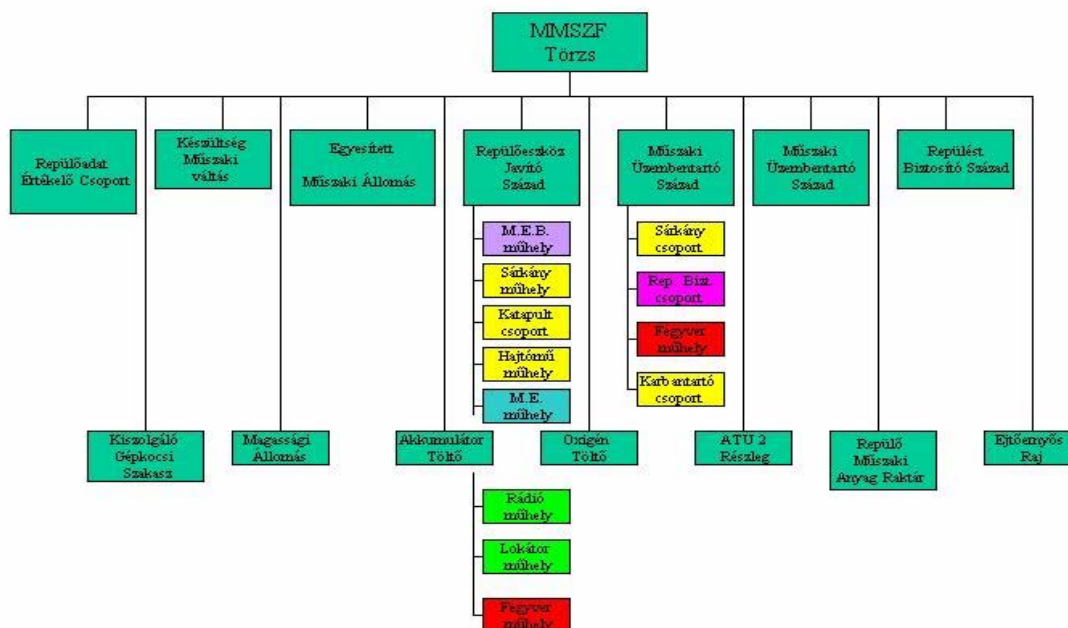 MMSZF
Törzs
Repülőadat
Értékelő Csoport
Készültség
Műszaki
váltás
Egyesített
Műszaki Állomás
Repülőeszköz
Javító
Század
Műszaki
Üzembentartó
Század
Műszaki
Üzembentartó
Század
Repülést
Biztosító Század
M.E.B.
műhely
Sárkány
műhely
Katapult
csoport
Hajtómű
műhely
M.E.
műhely
Sárkány
csoport
Rep. Bizt.
csoport
Fegyver
műhely
Karbantartó
csoport
Kiszolgáló
Gépkocsi
Szakasz
Magassági
Állomás
Akkumulátor
Töltő
Oxigén
Töltő
ATU 2
Részleg
Repülő
Műszaki
Anyag Raktár
Ejtőernyős
Raj
Rádió
műhely
Lokátor
műhely
Fegyver
műhely